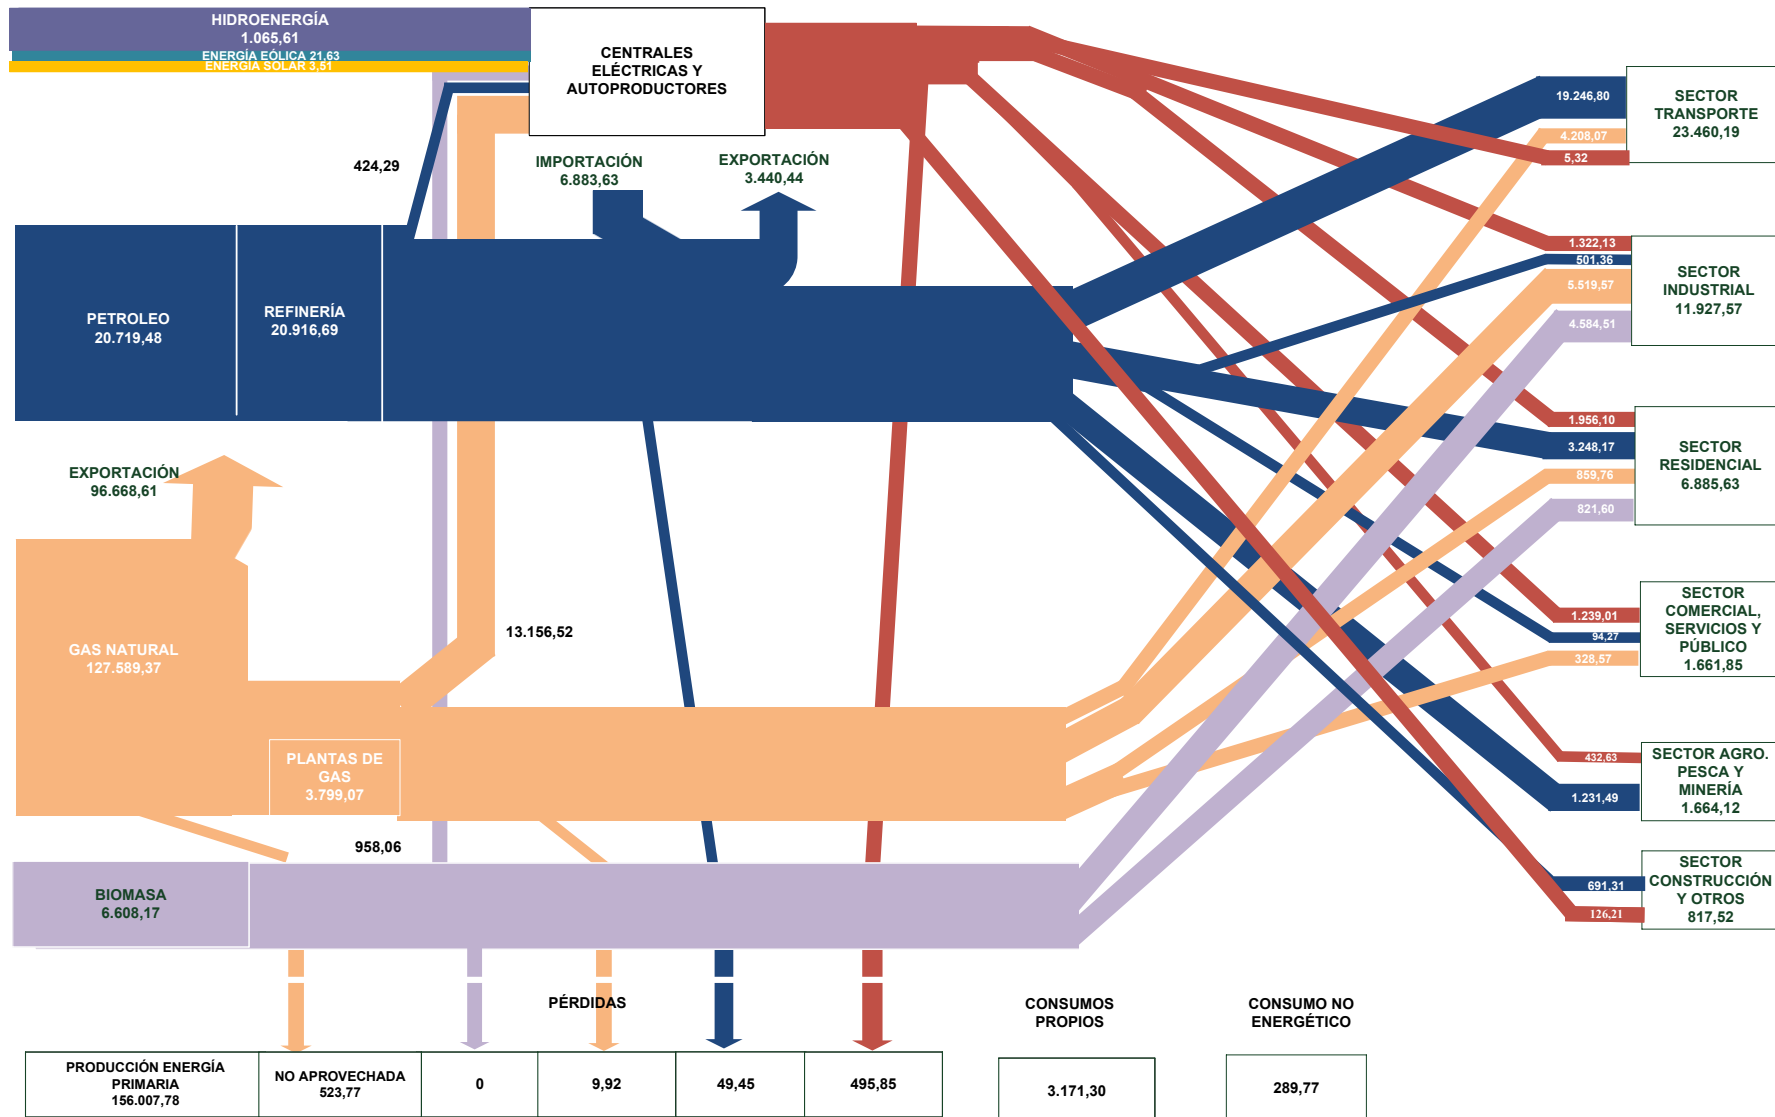 HIDROENERGÍA
1.065,61
ENERGÍA EÓLICA 21,63
ENERGÍA SOLAR 3,51
CENTRALES
ELÉCTRICAS Y
AUTOPRODUCTORES
424,29
IMPORTACIÓN
6.883,63
EXPORTACIÓN
3.440,44
PETROLEO
20.719,48
REFINERÍA
20.916,69
EXPORTACIÓN
96.668,61
GAS NATURAL
127.589,37
13.156,52
PLANTAS DE
GAS
3.799,07
958,06
BIOMASA
6.608,17
19.246,80
4.208,07
5,32
SECTOR
TRANSPORTE
23.460,19
1.322,13
501,36
5.519,57
4.584,51
SECTOR
INDUSTRIAL
11.927,57
1.956,10
3.248,17
859,76
821,60
SECTOR
RESIDENCIAL
6.885,63
1.239,01
94,27
328,57
SECTOR
COMERCIAL,
SERVICIOS Y
PÚBLICO
1.661,85
432,63
1.231,49
SECTOR AGRO.
PESCA Y
MINERÍA
1.664,12
691,31
126,21
SECTOR
CONSTRUCCIÓN
Y OTROS
817,52
PÉRDIDAS
CONSUMOS
PROPIOS
CONSUMO NO
ENERGÉTICO
PRODUCCIÓN ENERGÍA
PRIMARIA
156.007,78
NO APROVECHADA
523,77
0
9,92
49,45
495,85
3.171,30
289,77